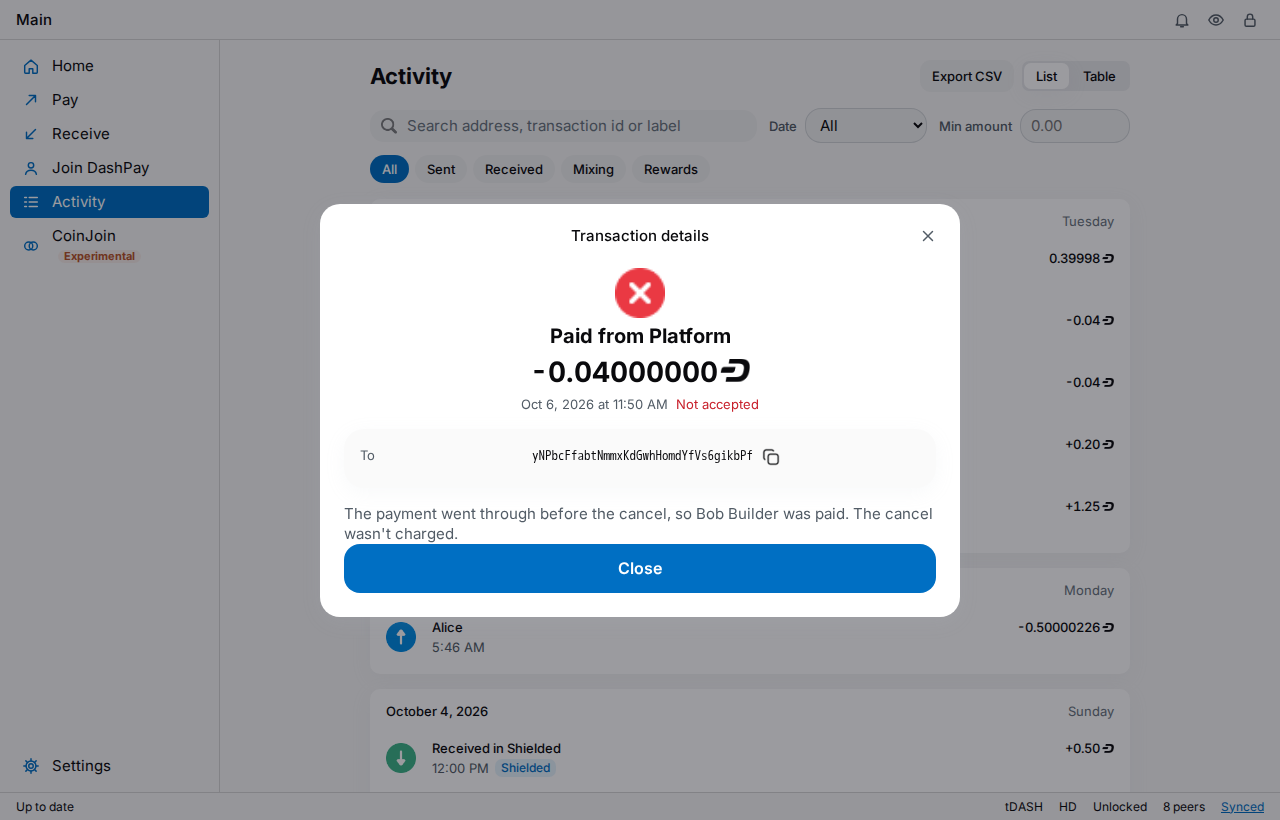 Main
Home
Pay
Receive
Join DashPay
Activity
CoinJoin
Experimental
Settings
Activity
Export CSV
List
Table
Search address, transaction id or label
Date
All
Min amount
0.00
All
Sent
Received
Mixing
Rewards
Tuesday
0.39998
-0.04
-0.04
+0.20
+1.25
Transaction details
Paid from Platform
-0.04000000
Oct 6, 2026 at 11:50 AM Not accepted
To
yNPbcFfabtNmmxKdGwhHomdYfVs6gikbPf
The payment went through before the cancel, so Bob Builder was paid. The cancel
wasn't charged.
Close
Monday
Alice
-0.50000226
5:46 AM
October 4, 2026
Sunday
Received in Shielded
+0.50
12:00 PM Shielded
Up to date
tDASH
HD
Unlocked
8 peers
Synced